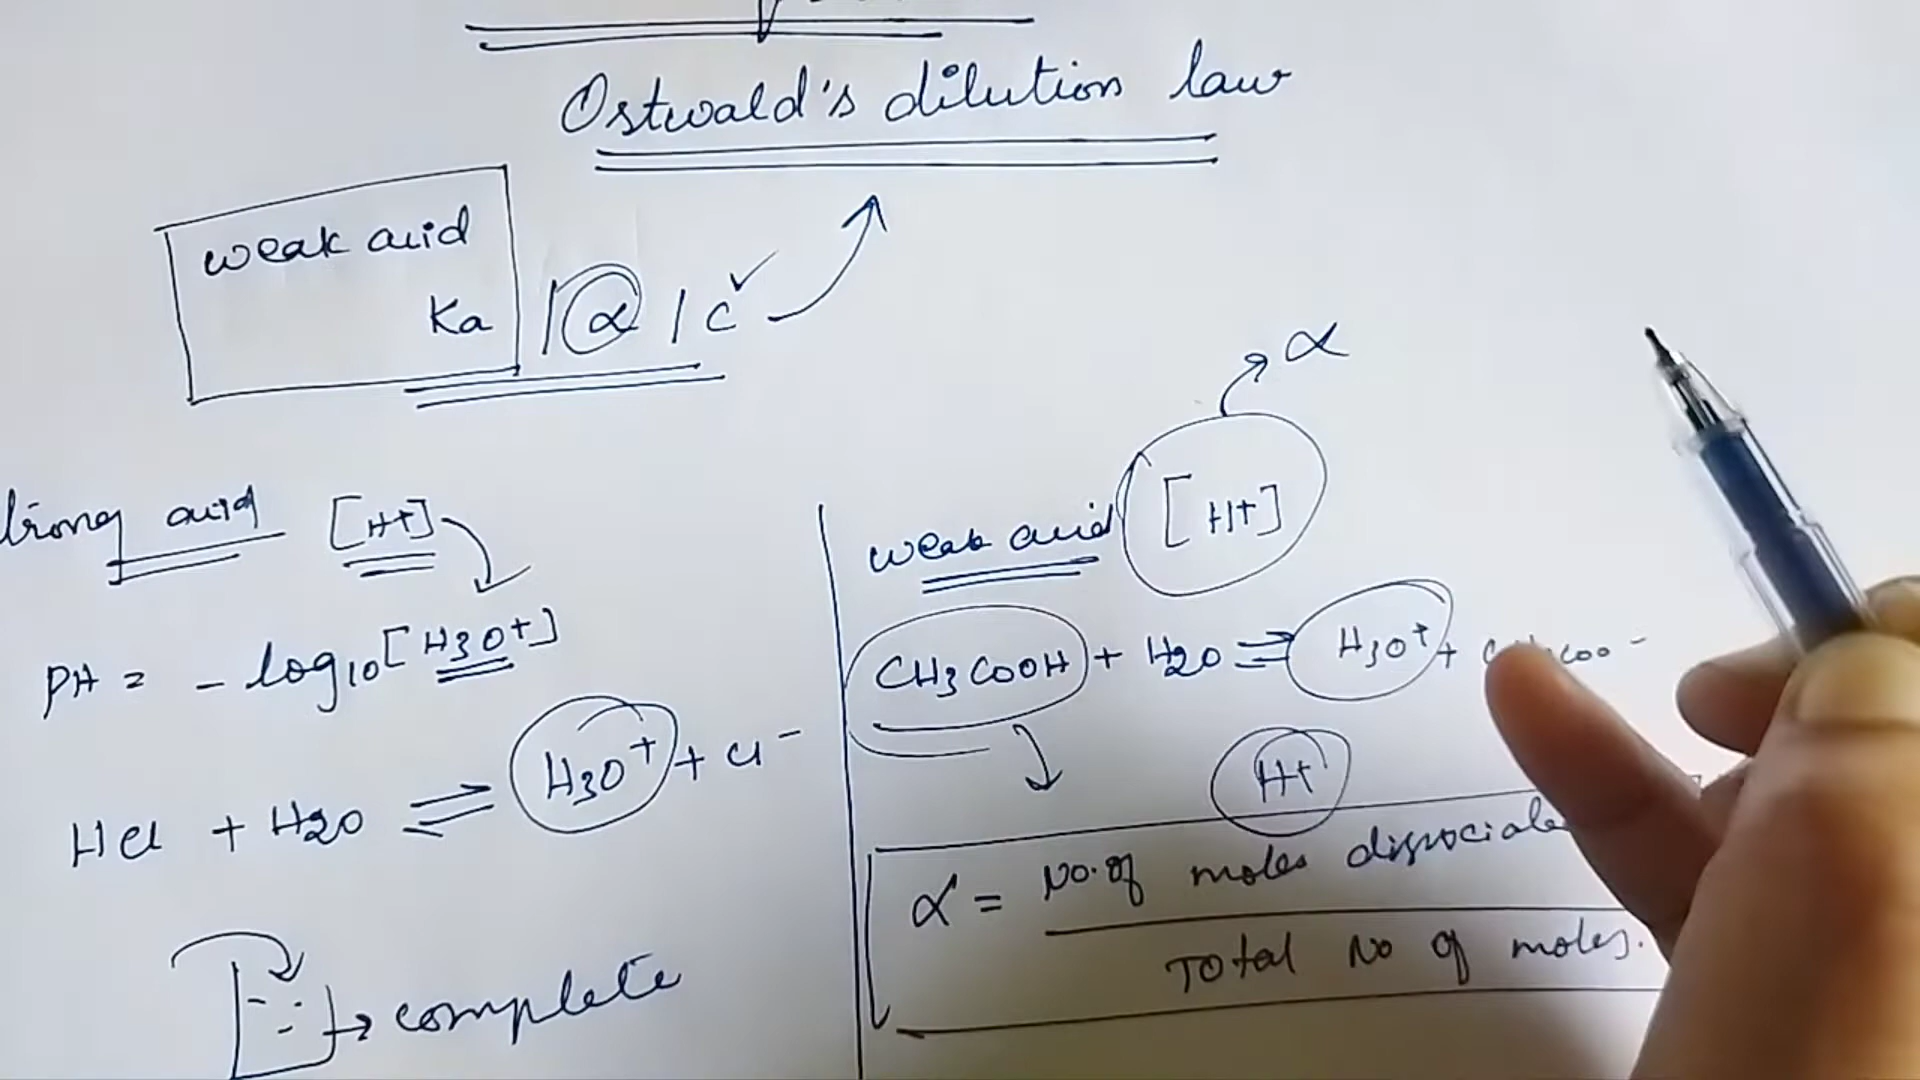 Ostwald's dilution law
weak acid
Ka | α | c ✓
α
strong acid [H+]
PH = - log10 [H3O+]
HCl + H2O ⇌ H3O+ + Cl-
complete
weak acid [H+]
CH3COOH + H2O ⇌ H3O+ +
H+
α = No. of moles dissociate
Total No of moles.